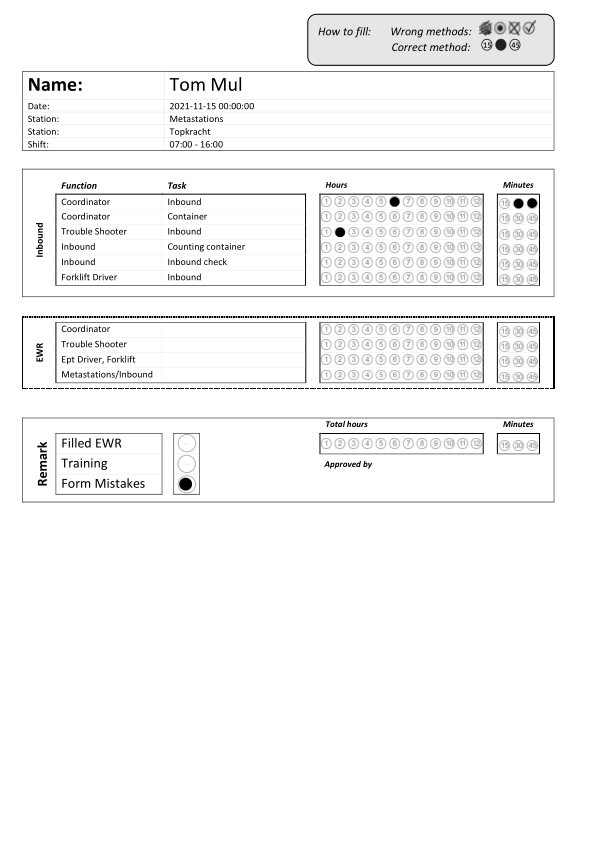 How to fill: Wrong methods:
Correct method: 15 45
Name: Tom Mul
Date: 2021-11-15 00:00:00
Station: Metastations
Station: Topkracht
Shift: 07:00 - 16:00
Inbound
Function Task Hours Minutes
Coordinator Inbound 1 2 3 4 5 7 8 9 10 11 12 15
Coordinator Container 1 2 3 4 5 6 7 8 9 10 11 12 15 30 45
Trouble Shooter Inbound 1 3 4 5 6 7 8 9 10 11 12 15 30 45
Inbound Counting container 1 2 3 4 5 6 7 8 9 10 11 12 15 30 45
Inbound Inbound check 1 2 3 4 5 6 7 8 9 10 11 12 15 30 45
Forklift Driver Inbound 1 2 3 4 5 6 7 8 9 10 11 12 15 30 45
EWR
Coordinator 1 2 3 4 5 6 7 8 9 10 11 12 15 30 45
Trouble Shooter 1 2 3 4 5 6 7 8 9 10 11 12 15 30 45
Ept Driver, Forklift 1 2 3 4 5 6 7 8 9 10 11 12 15 30 45
Metastations/Inbound 1 2 3 4 5 6 7 8 9 10 11 12 15 30 45
Remark
Total hours Minutes
Filled EWR 1 2 3 4 5 6 7 8 9 10 11 12 15 30 45
Training Approved by
Form Mistakes